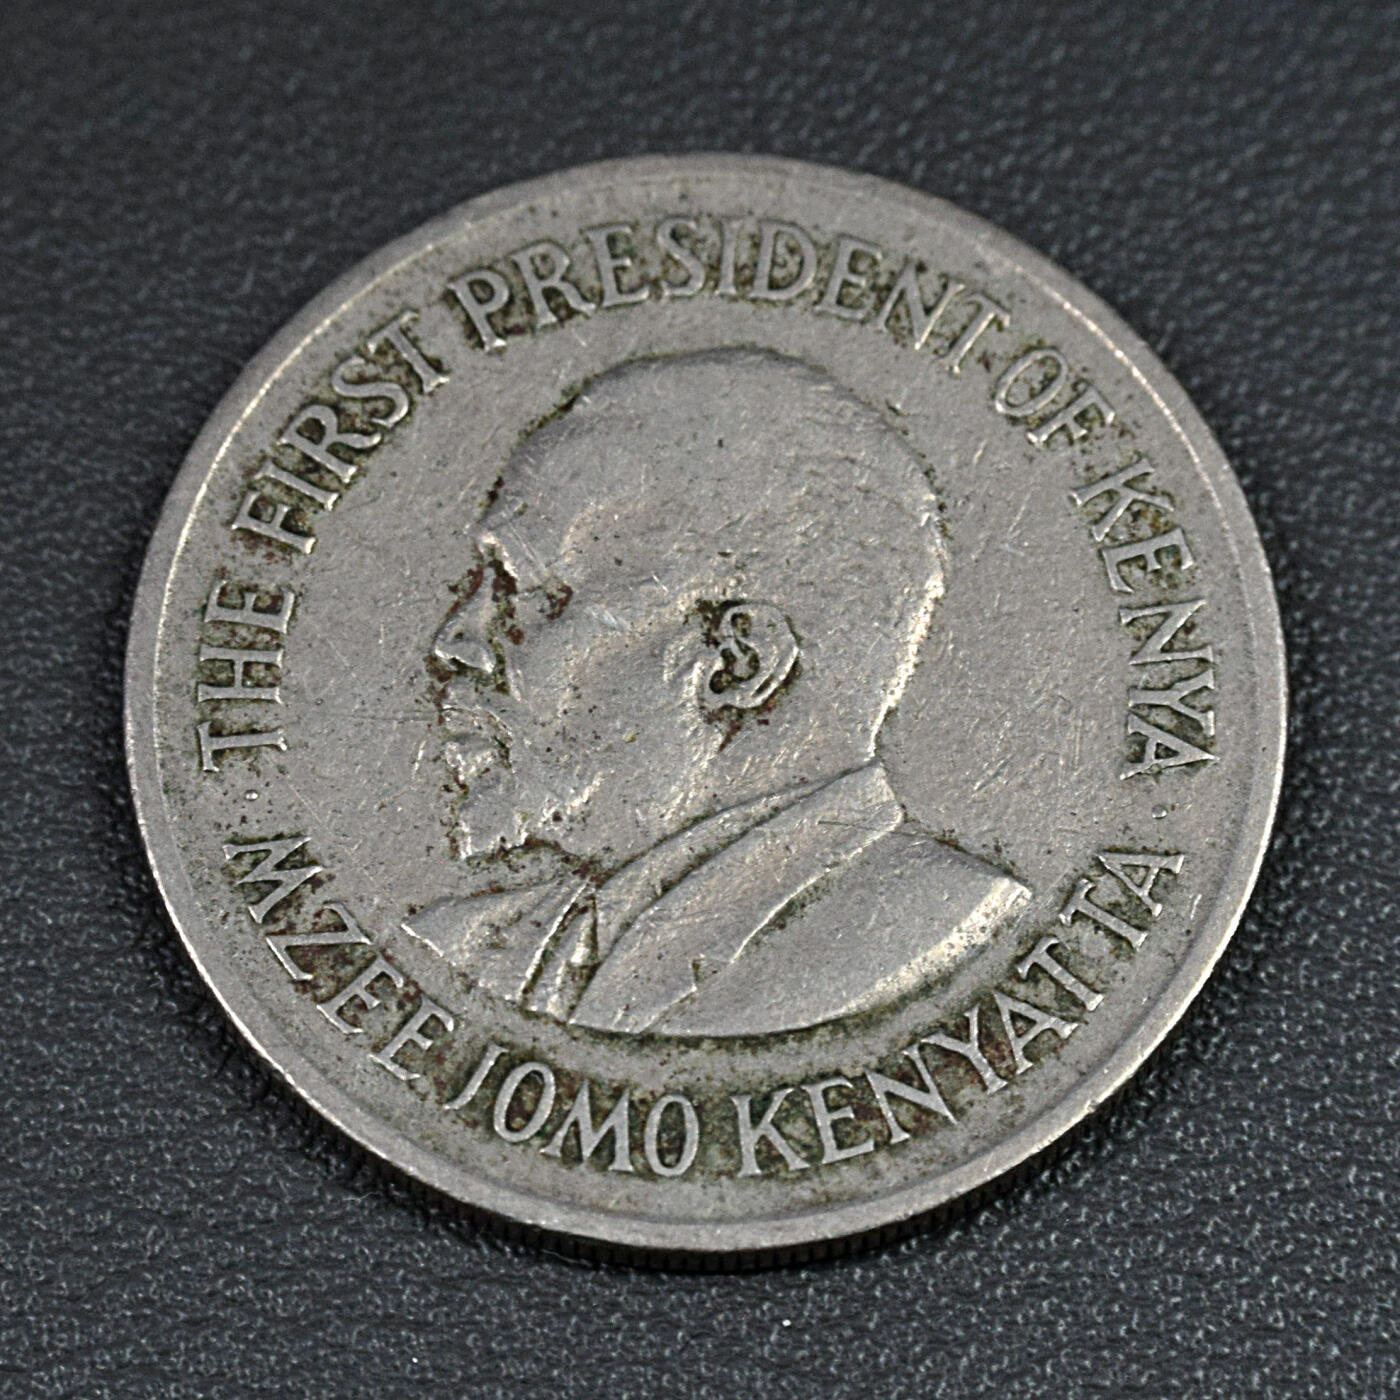 THE FIRST PRESIDENT OF KENYA
MZEE JOMO KENYATTA